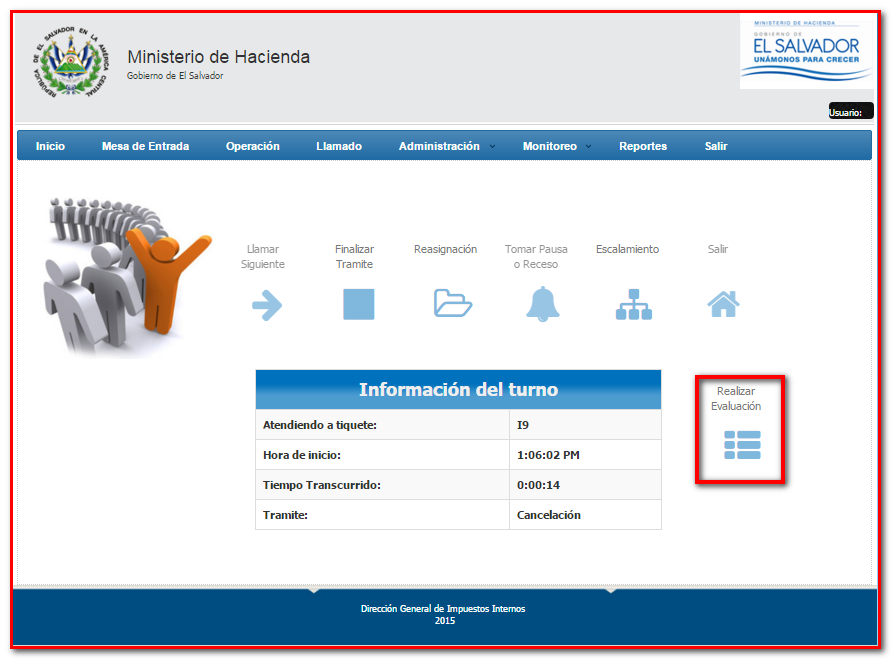 REPÚBLICA DE EL SALVADOR EN LA AMÉRICA CENTRAL
Ministerio de Hacienda
Gobierno de El Salvador
MINISTERIO DE HACIENDA
GOBIERNO DE
EL SALVADOR
UNÁMONOS PARA CRECER
Usuario:
Inicio
Mesa de Entrada
Operación
Llamado
Administración
Monitoreo
Reportes
Salir
Llamar
Siguiente
Finalizar
Tramite
Reasignación
Tomar Pausa
o Receso
Escalamiento
Salir
Información del turno
Atendiendo a tiquete: I9
Hora de inicio: 1:06:02 PM
Tiempo Transcurrido: 0:00:14
Tramite: Cancelación
Realizar
Evaluación
Dirección General de Impuestos Internos
2015